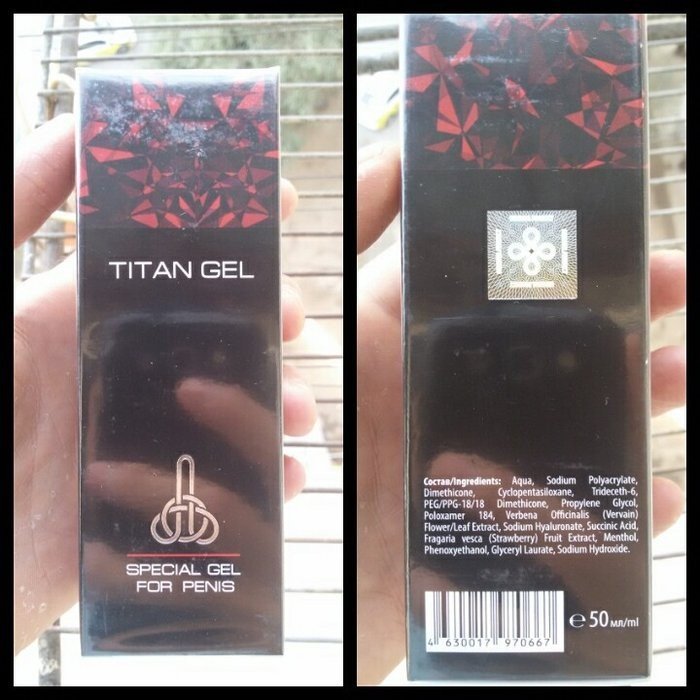 TITAN GEL
SPECIAL GEL
FOR PENIS
Состав/Ingredients: Aqua, Sodium Polyacrylate,
Dimethicone, Cyclopentasiloxane, Trideceth-6,
PEG/PPG-18/18 Dimethicone, Propylene Glycol,
Poloxamer 184, Verbena Officinalis (Vervain)
Flower/Leaf Extract, Sodium Hyaluronate, Succinic Acid,
Fragaria vesca (Strawberry) Fruit Extract, Menthol,
Phenoxyethanol, Glyceryl Laurate, Sodium Hydroxide.
4 630017 970667
℮ 50 мл/ml